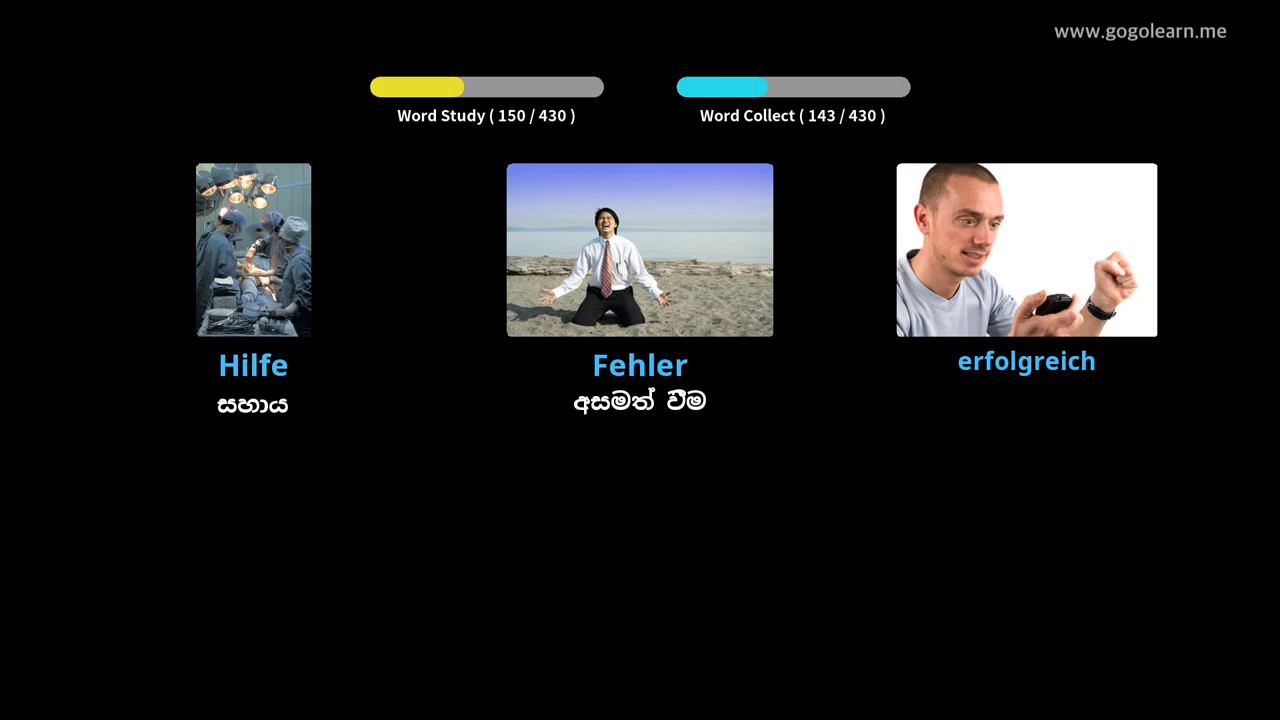 www.gogolearn.me
Word Study ( 150 / 430 )
Word Collect ( 143 / 430 )
Hilfe
Fehler
erfolgreich
සහාය
අසමත් වීම